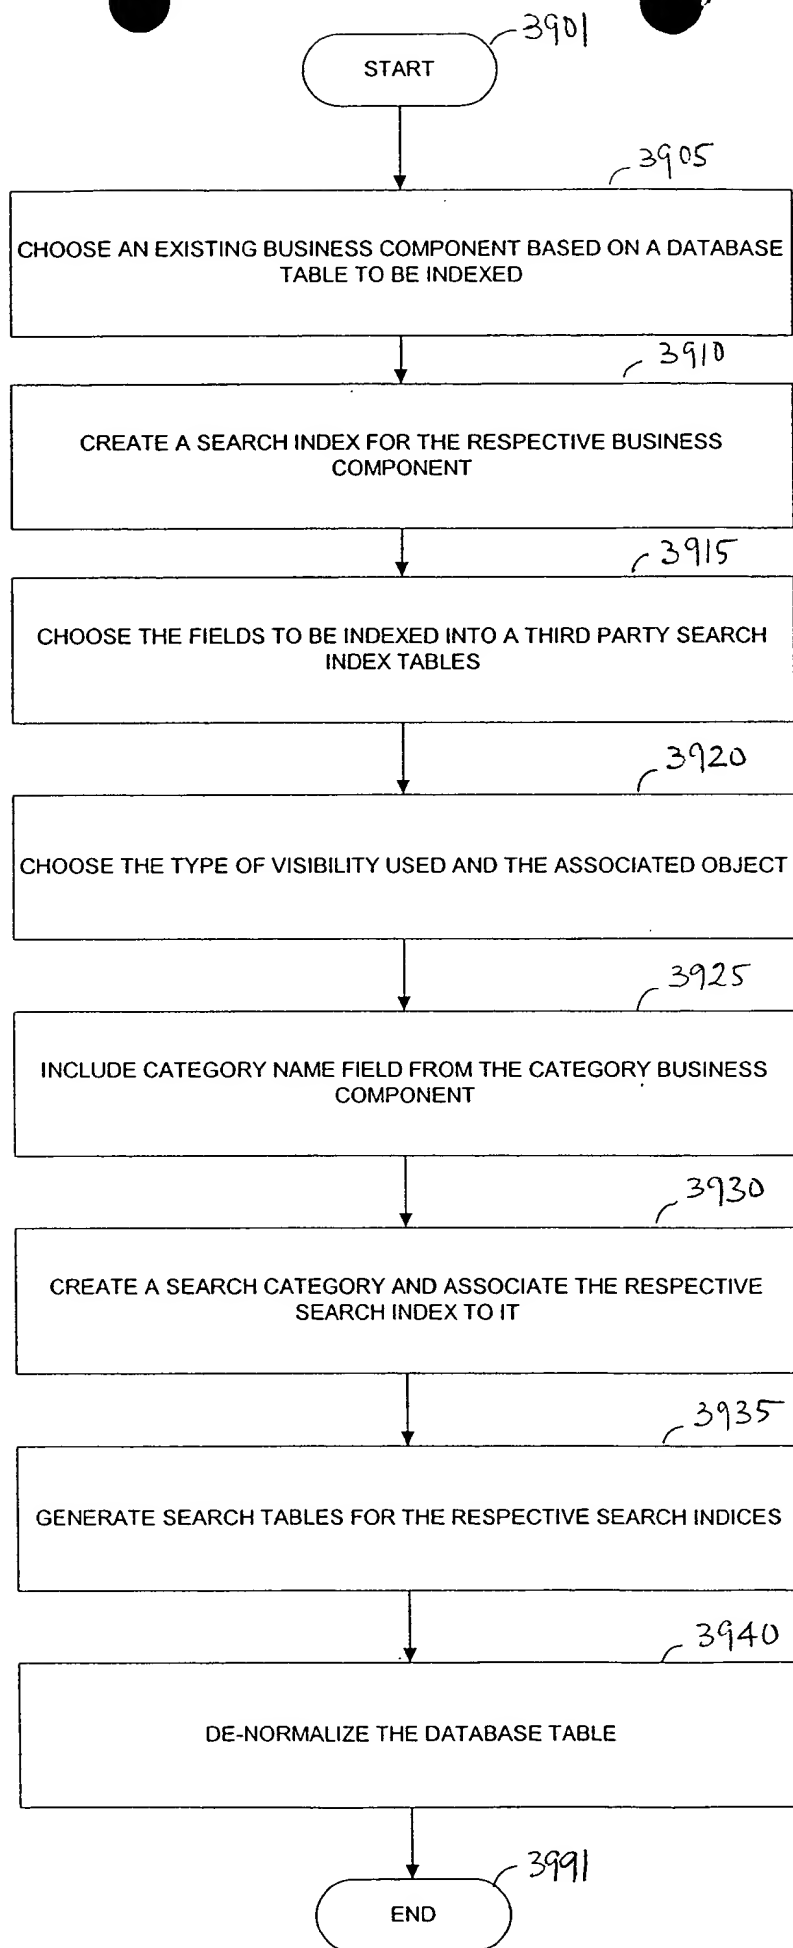 3901
START
3905
CHOOSE AN EXISTING BUSINESS COMPONENT BASED ON A DATABASE
TABLE TO BE INDEXED
3910
CREATE A SEARCH INDEX FOR THE RESPECTIVE BUSINESS
COMPONENT
3915
CHOOSE THE FIELDS TO BE INDEXED INTO A THIRD PARTY SEARCH
INDEX TABLES
3920
CHOOSE THE TYPE OF VISIBILITY USED AND THE ASSOCIATED OBJECT
3925
INCLUDE CATEGORY NAME FIELD FROM THE CATEGORY BUSINESS
COMPONENT
3930
CREATE A SEARCH CATEGORY AND ASSOCIATE THE RESPECTIVE
SEARCH INDEX TO IT
3935
GENERATE SEARCH TABLES FOR THE RESPECTIVE SEARCH INDICES
3940
DE-NORMALIZE THE DATABASE TABLE
3991
END